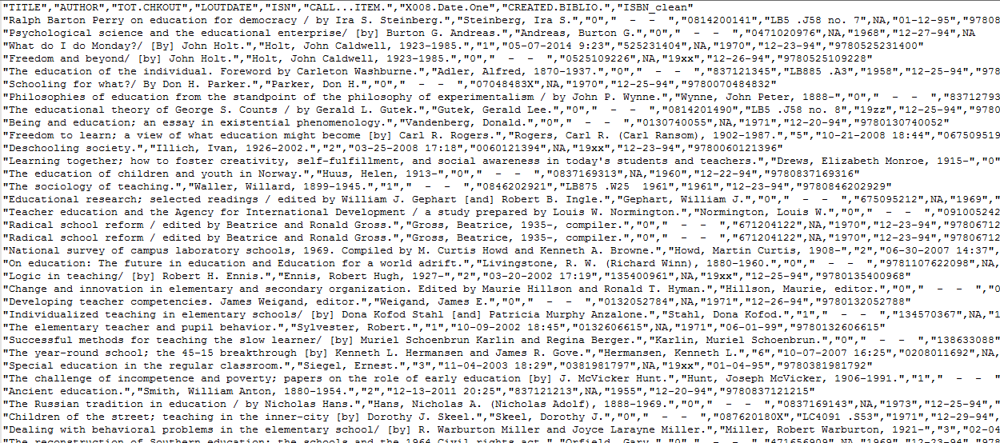 "TITLE","AUTHOR","TOT.CHKOUT","LOUTDATE","ISN","CALL...ITEM.","X008.Date.One","CREATED.BIBLIO.","ISBN_clean"
"Ralph Barton Perry on education for democracy / by Ira S. Steinberg.","Steinberg, Ira S.","0","  -  -  ","0814200141","LB5 .J58 no. 7",NA,"01-12-95","97808
"Psychological science and the educational enterprise/ [by] Burton G. Andreas.","Andreas, Burton G.","0","  -  -  ","0471020976",NA,"1968","12-27-94",NA
"What do I do Monday?/ [By] John Holt.","Holt, John Caldwell, 1923-1985.","1","05-07-2014 9:23","525231404",NA,"1970","12-23-94","9780525231400"
"Freedom and beyond/ [by] John Holt.","Holt, John Caldwell, 1923-1985.","0","  -  -  ","0525109226",NA,"19xx","12-26-94","9780525109228"
"The education of the individual. Foreword by Carleton Washburne.","Adler, Alfred, 1870-1937.","0","  -  -  ","837121345","LB885 .A3","1958","12-25-94","978
"Schooling for what?/ By Don H. Parker.","Parker, Don H.","0","  -  -  ","07048483X",NA,"1970","12-25-94","9780070484832"
"Philosophies of education from the standpoint of the philosophy of experimentalism / by John P. Wynne.","Wynne, John Peter, 1888-","0","  -  -  ","83712793
"The educational theory of George S. Counts / by Gerald L. Gutek.","Gutek, Gerald Lee.","0","  -  -  ","0814201490","LB5 .J58 no. 8","19zz","12-25-94","9780
"Being and education; an essay in existential phenomenology.","Vandenberg, Donald.","0","  -  -  ","0130740055",NA,"1971","12-20-94","9780130740052"
"Freedom to learn; a view of what education might become [by] Carl R. Rogers.","Rogers, Carl R. (Carl Ransom), 1902-1987.","5","10-21-2008 18:44","067509519
"Deschooling society.","Illich, Ivan, 1926-2002.","2","03-25-2008 17:18","0060121394",NA,"19xx","12-23-94","9780060121396"
"Learning together; how to foster creativity, self-fulfillment, and social awareness in today's students and teachers.","Drews, Elizabeth Monroe, 1915-","0"
"The education of children and youth in Norway.","Huus, Helen, 1913-","0","  -  -  ","0837169313",NA,"1960","12-22-94","9780837169316"
"The sociology of teaching.","Waller, Willard, 1899-1945.","1","  -  -  ","0846202921","LB875 .W25  1961","1961","12-23-94","9780846202929"
"Educational research; selected readings / edited by William J. Gephart [and] Robert B. Ingle.","Gephart, William J.","0","  -  -  ","675095212",NA,"1969","
"Teacher education and the Agency for International Development / a study prepared by Louis W. Normington.","Normington, Louis W.","0","  -  -  ","091005242
"Radical school reform / edited by Beatrice and Ronald Gross.","Gross, Beatrice, 1935-, compiler.","0","  -  -  ","671204122",NA,"1970","12-23-94","97806712
"Radical school reform / edited by Beatrice and Ronald Gross.","Gross, Beatrice, 1935-, compiler.","0","  -  -  ","671204122",NA,"1970","12-23-94","97806712
"National survey of campus laboratory schools, 1969. Compiled by M. Curtis Howd and Kenneth A. Browne.","Howd, Martin Curtis, 1908-","2","06-30-2007 14:37",
"On education: The future in education and Education for a world adrift.","Livingstone, R. W. (Richard Winn), 1880-1960.","0","  -  -  ","9781107622098",NA,
"Logic in teaching/ [by] Robert H. Ennis.","Ennis, Robert Hugh, 1927-","2","03-20-2002 17:19","135400961",NA,"19xx","12-25-94","9780135400968"
"Change and innovation in elementary and secondary organization. Edited by Maurie Hillson and Ronald T. Hyman.","Hillson, Maurie, editor.","0","  -  -  ","0
"Developing teacher competencies. James Weigand, editor.","Weigand, James E.","0","  -  -  ","0132052784",NA,"1971","12-26-94","9780132052788"
"Individualized teaching in elementary schools/ [by] Dona Kofod Stahl [and] Patricia Murphy Anzalone.","Stahl, Dona Kofod.","1","  -  -  ","134570367",NA,"1
"The elementary teacher and pupil behavior.","Sylvester, Robert.","1","10-09-2002 18:45","0132606615",NA,"1971","06-01-99","9780132606615"
"Successful methods for teaching the slow learner/ [by] Muriel Schoenbrun Karlin and Regina Berger.","Karlin, Muriel Schoenbrun.","0","  -  -  ","138633088"
"The year-round school; the 45-15 breakthrough [by] Kenneth L. Hermansen and James R. Gove.","Hermansen, Kenneth L.","6","10-07-2007 16:25","0208011692",NA,
"Special education in the regular classroom.","Siegel, Ernest.","3","11-04-2003 18:29","0381981797",NA,"19xx","01-04-95","9780381981792"
"The challenge of incompetence and poverty; papers on the role of early education [by] J. McVicker Hunt.","Hunt, Joseph McVicker, 1906-1991.","1","  -  -  "
"Ancient education.","Smith, William Anton, 1880-1954.","2","12-13-2011 20:25","837121213",NA,"1955","12-20-94","9780837121215"
"The Russian tradition in education / by Nicholas Hans.","Hans, Nicholas A. (Nicholas Adolf), 1888-1969.","0","  -  -  ","0837169143",NA,"1973","12-25-94",
"Children of the street; teaching in the inner-city [by] Dorothy J. Skeel.","Skeel, Dorothy J.","0","  -  -  ","087620180X","LC4091 .S53","1971","12-29-94",
"Dealing with behavioral problems in the elementary school/ [by] R. Warburton Miller and Joyce Larayne Miller.","Miller, Robert Warburton, 1921-","3","02-04
"The reconstruction of Southern education; the schools and the 1964 Civil rights act.","Orfield, Gary.","0","  -  -  ","471656909",NA,"1969","12-23-94","978